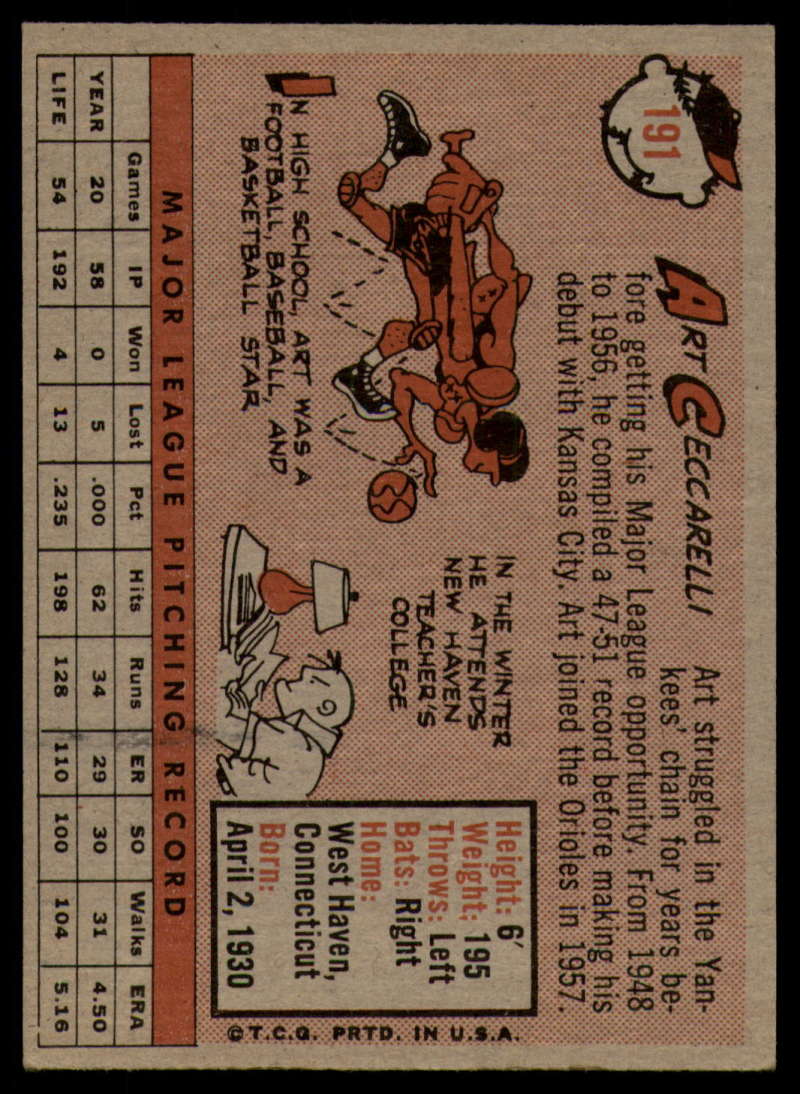 191
ART CECCARELLI
Art struggled in the Yan-
kees' chain for years be-
fore getting his Major League opportunity. From 1948
to 1956, he compiled a 47-51 record before making his
debut with Kansas City. Art joined the Orioles in 1957.
IN HIGH SCHOOL, ART WAS A
FOOTBALL, BASEBALL, AND
BASKETBALL STAR
IN THE WINTER
HE ATTENDS
NEW HAVEN
TEACHER'S
COLLEGE
Height: 6'
Weight: 195
Throws: Left
Bats: Right
Home:
West Haven,
Connecticut
Born:
April 2, 1930
©T.C.G. PRTD. IN U.S.A.
MAJOR LEAGUE PITCHING RECORD
Games IP Won Lost Pct Hits Runs ER SO Walks ERA
YEAR 20 58 0 5 .000 62 34 29 30 31 4.50
LIFE 54 192 4 13 .235 198 128 110 100 104 5.16